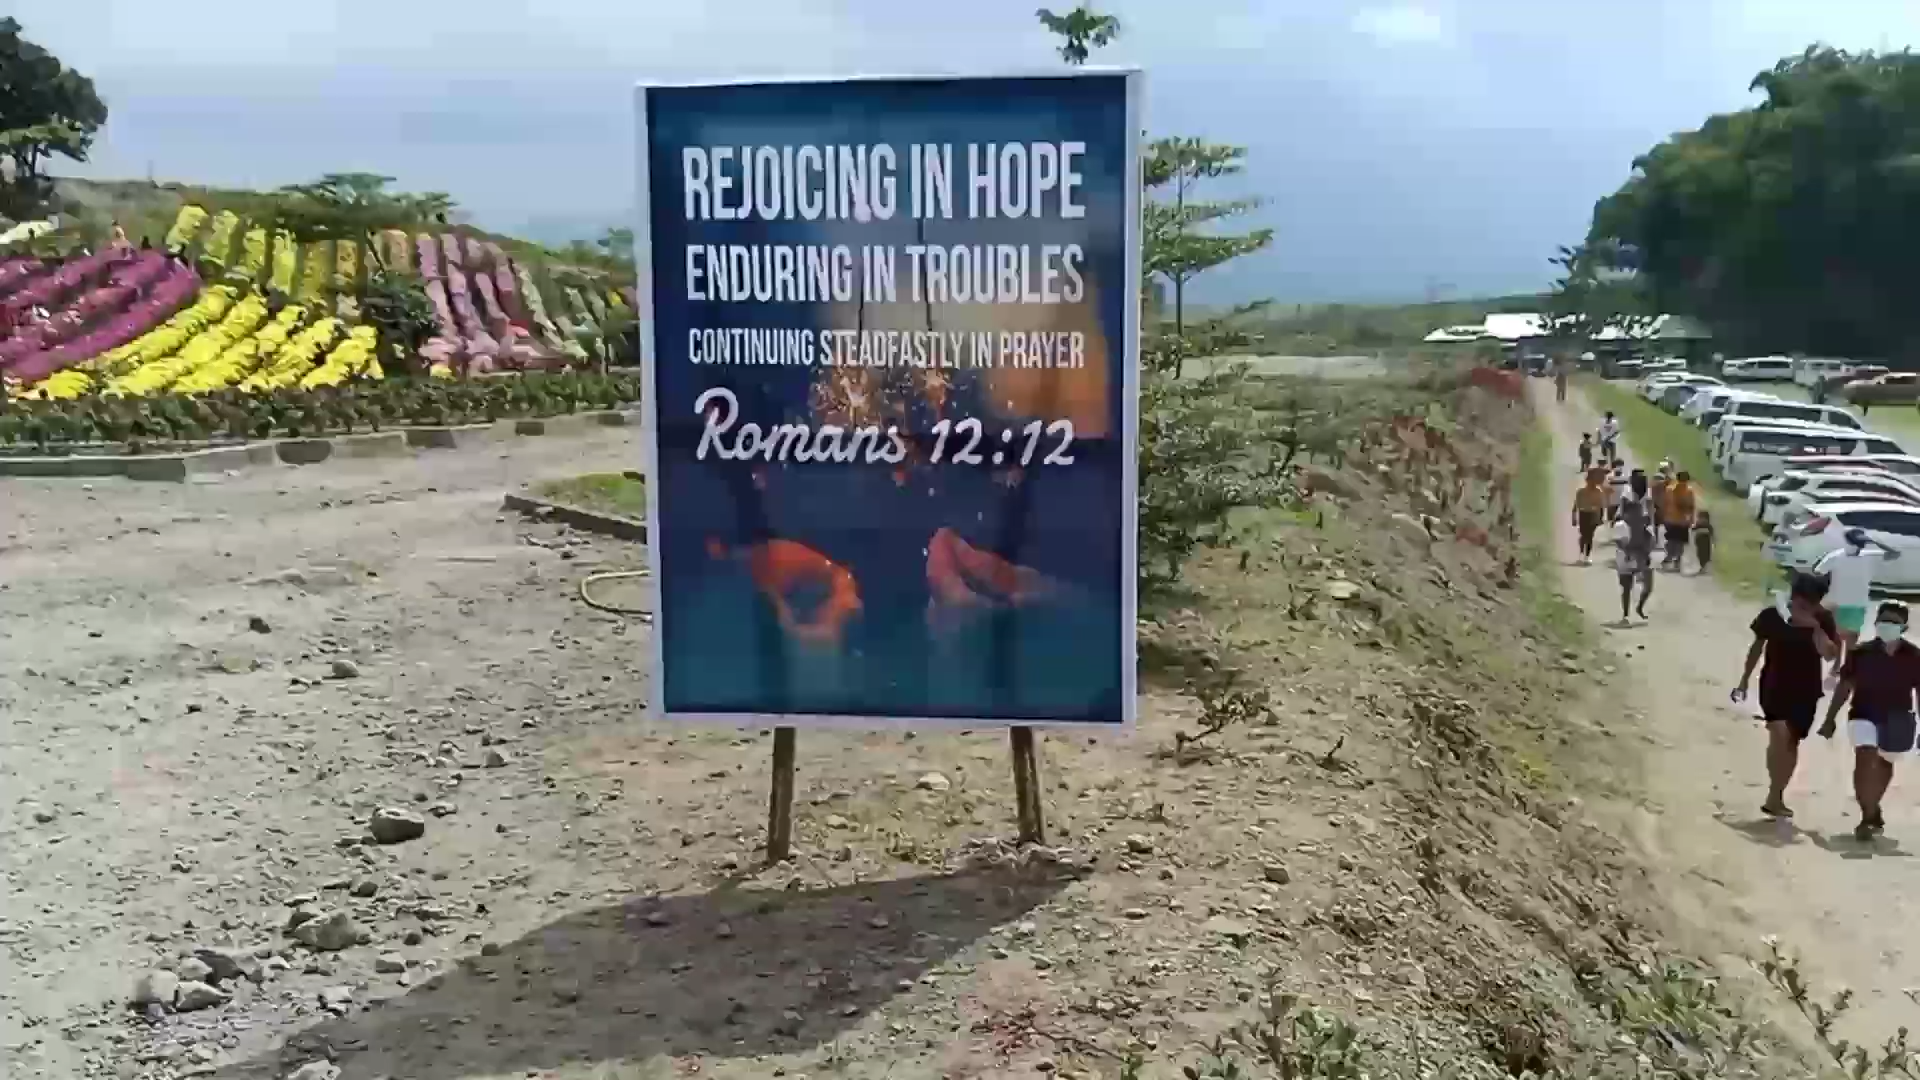 REJOICING IN HOPE
ENDURING IN TROUBLES
CONTINUING STEADFASTLY IN PRAYER
Romans 12:12